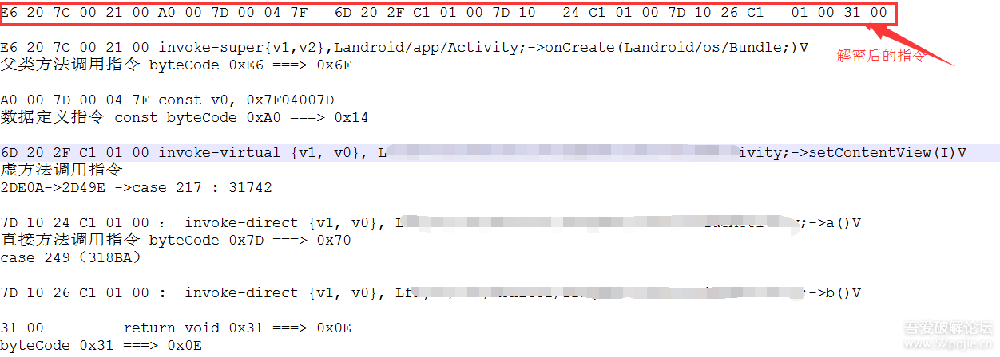 E6 20 7C 00 21 00 A0 00 7D 00 04 7F 6D 20 2F C1 01 00 7D 10 24 C1 01 00 7D 10 26 C1 01 00 31 00
E6 20 7C 00 21 00 invoke-super{v1,v2},Landroid/app/Activity;->onCreate(Landroid/os/Bundle;)V
解密后的指令
父类方法调用指令 byteCode 0xE6 ===> 0x6F
A0 00 7D 00 04 7F const v0, 0x7F04007D
数据定义指令 const byteCode 0xA0 ===> 0x14
6D 20 2F C1 01 00 invoke-virtual {v1, v0}, L ivity;->setContentView(I)V
虚方法调用指令
2DE0A->2D49E ->case 217 : 31742
7D 10 24 C1 01 00 : invoke-direct {v1, v0}, L ;->a()V
直接方法调用指令 byteCode 0x7D ===> 0x70
case 249（318BA）
7D 10 26 C1 01 00 : invoke-direct {v1, v0}, Lf ;->b()V
31 00 return-void 0x31 ===> 0x0E
byteCode 0x31 ===> 0x0E
吾爱破解论坛
www.52pojie.cn